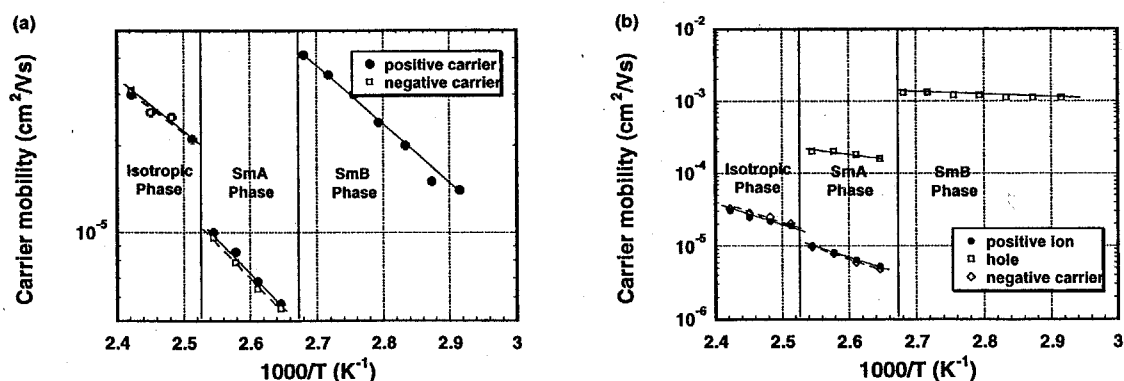 (a)
Carrier mobility (cm²/Vs)
10⁻⁵
positive carrier
negative carrier
Isotropic
Phase
SmA
Phase
SmB
Phase
2.4 2.5 2.6 2.7 2.8 2.9 3
1000/T (K⁻¹)
(b)
Carrier mobility (cm²/Vs)
10⁻²
10⁻³
10⁻⁴
10⁻⁵
10⁻⁶
Isotropic
Phase
SmA
Phase
SmB
Phase
positive ion
hole
negative carrier
2.4 2.5 2.6 2.7 2.8 2.9 3
1000/T (K⁻¹)